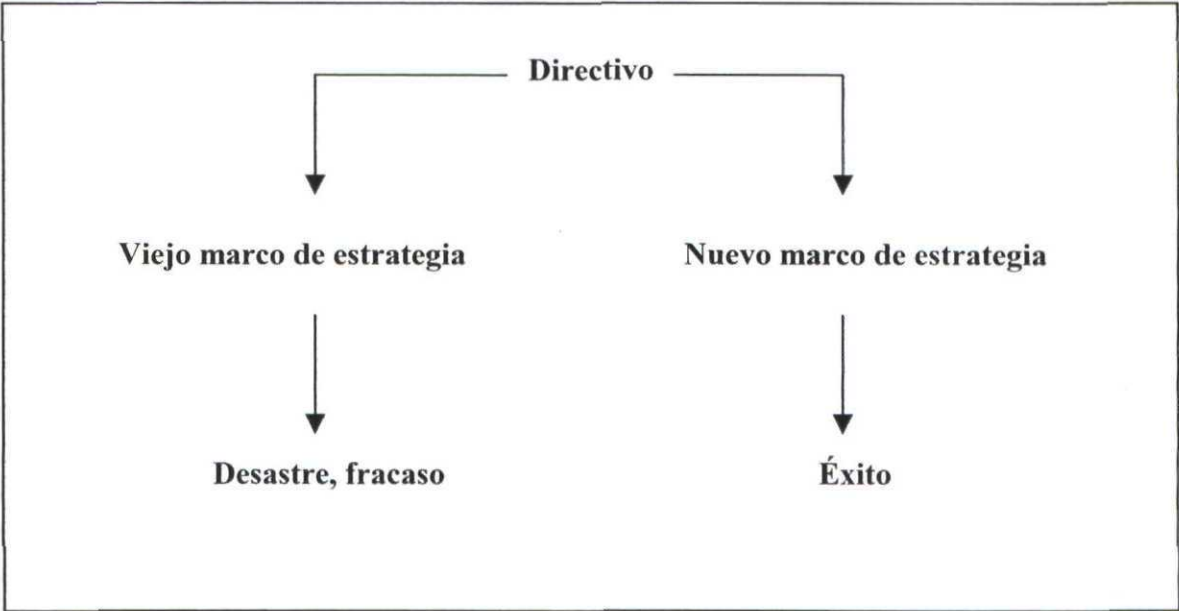 Directivo
Viejo marco de estrategia
Nuevo marco de estrategia
Desastre, fracaso
Éxito